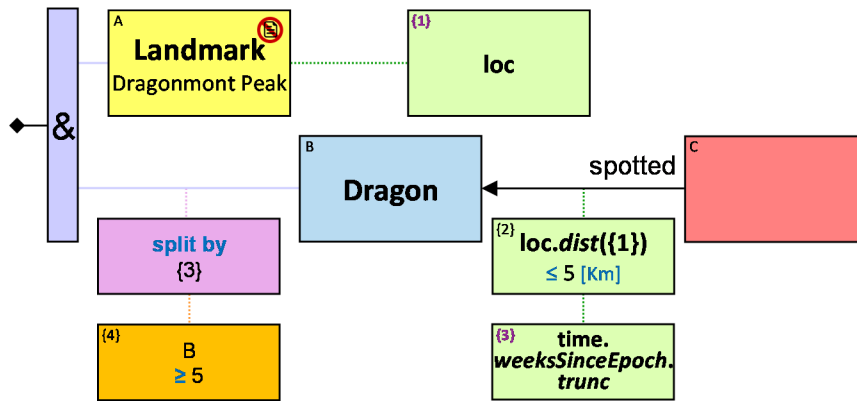 A
Landmark
Dragonmont Peak
{1}
loc
&
B
Dragon
spotted
C
split by
{3}
{2}
loc.dist({1})
≤ 5 [Km]
{4}
B
≥ 5
{3}
time.
weeksSinceEpoch.
trunc